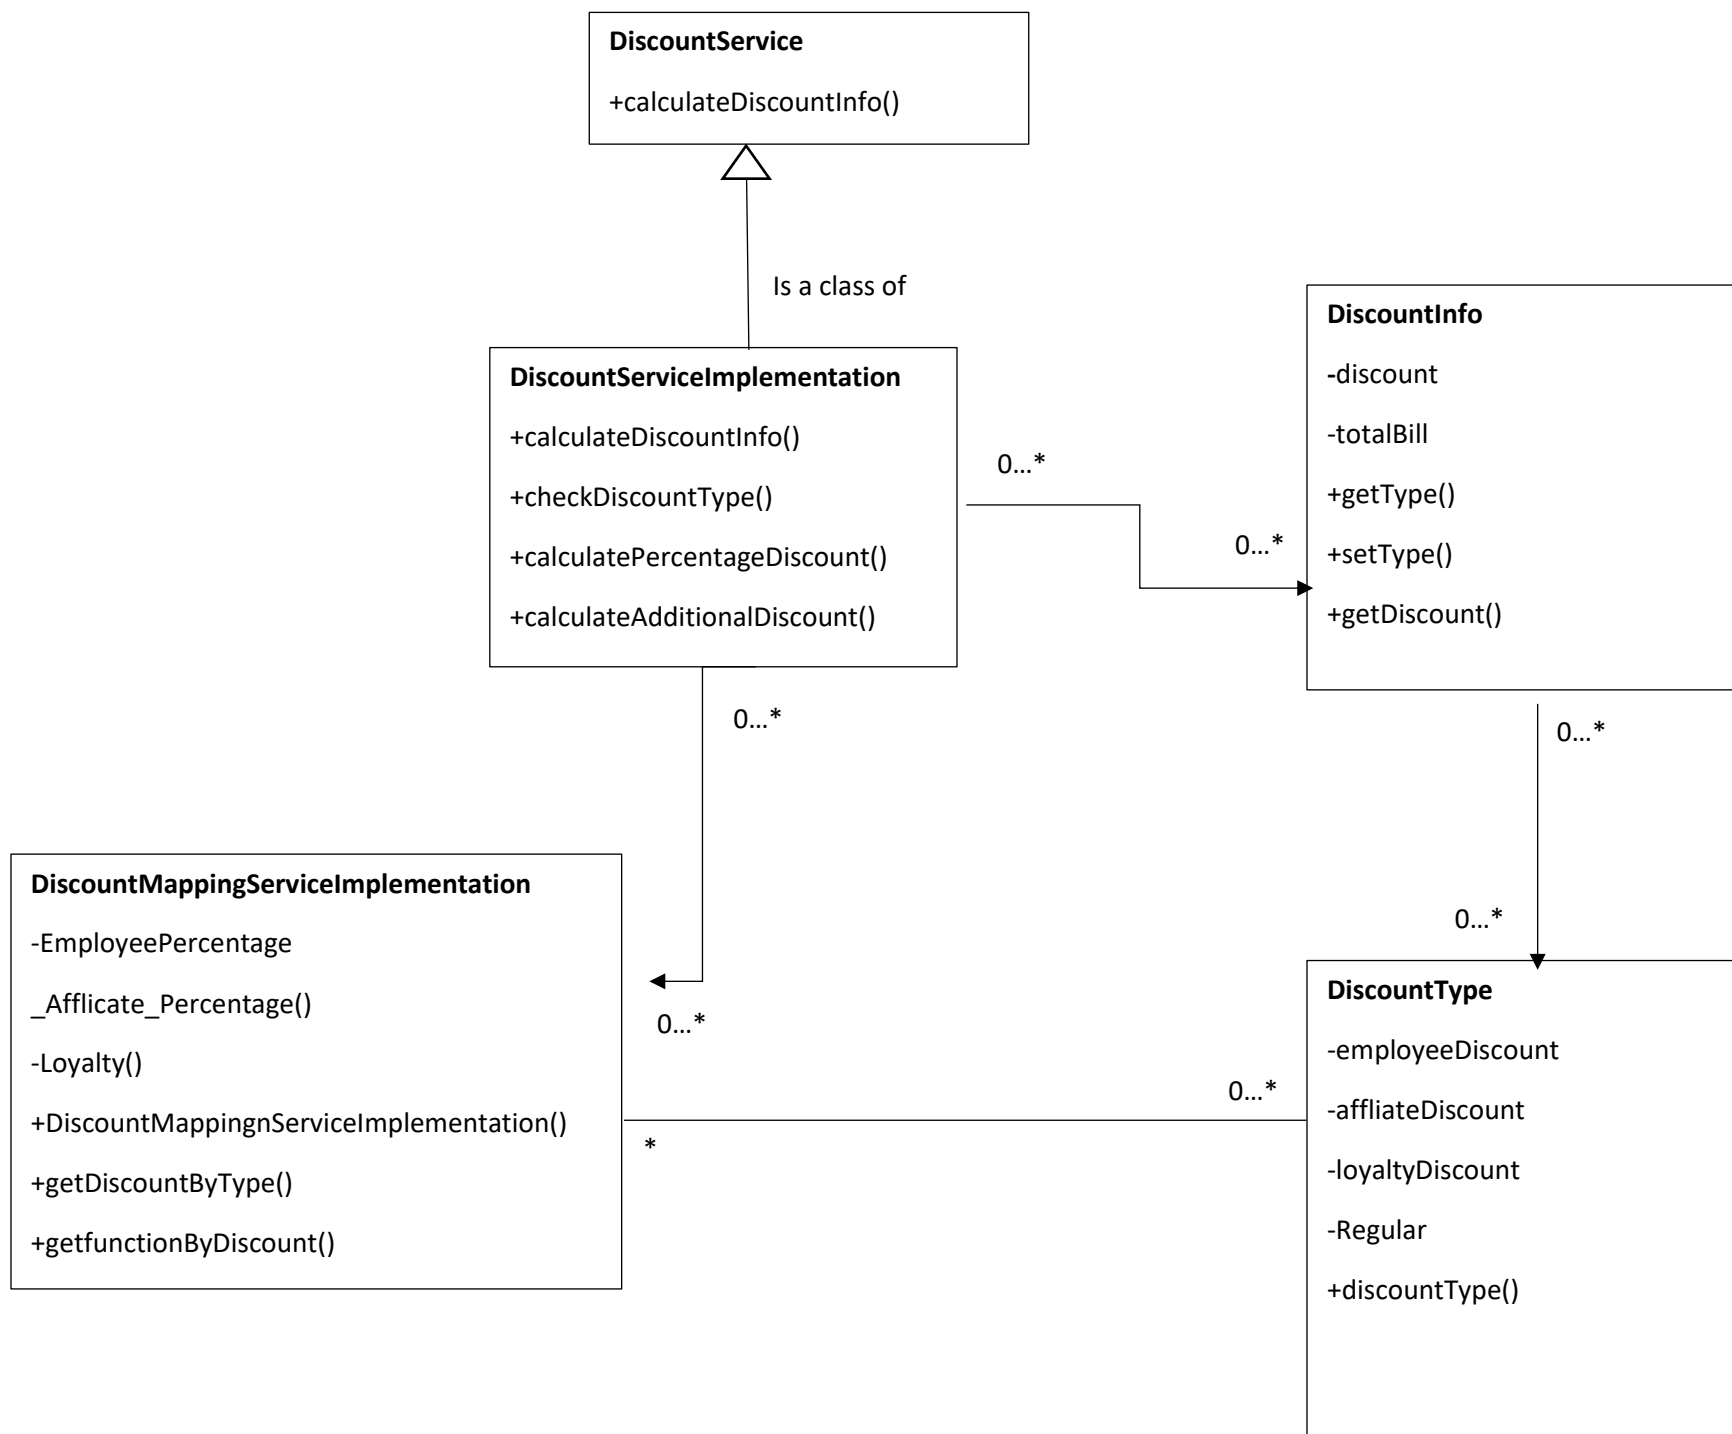 DiscountService
+calculateDiscountInfo()
Is a class of
DiscountServiceImplementation
+calculateDiscountInfo()
+checkDiscountType()
+calculatePercentageDiscount()
+calculateAdditionalDiscount()
0...*
0...*
DiscountInfo
-discount
-totalBill
+getType()
+setType()
+getDiscount()
0...*
0...*
0...*
0...*
DiscountMappingServiceImplementation
-EmployeePercentage
_Afflicate_Percentage()
-Loyalty()
+DiscountMappingnServiceImplementation()
+getDiscountByType()
+getfunctionByDiscount()
*
0...*
DiscountType
-employeeDiscount
-affliateDiscount
-loyaltyDiscount
-Regular
+discountType()